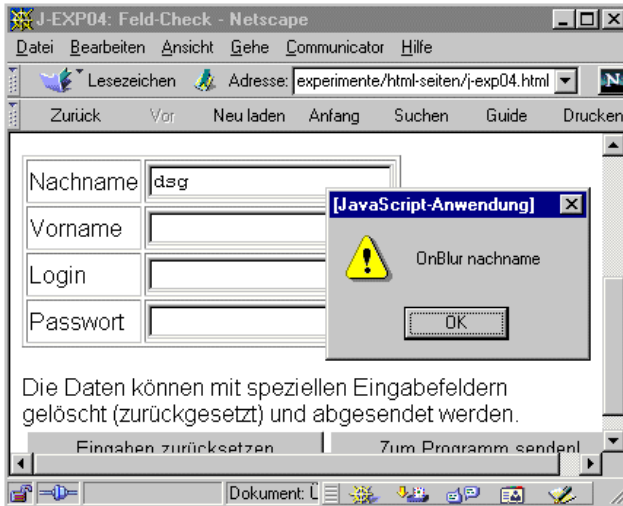 J-EXP04: Feld-Check - Netscape
Datei Bearbeiten Ansicht Gehe Communicator Hilfe
Lesezeichen Adresse: experimente/html-seiten/j-exp04.html N
Zurück Vor Neu laden Anfang Suchen Guide Drucken
Nachname dsg
[JavaScript-Anwendung]
Vorname
OnBlur nachname
Login
OK
Passwort
Die Daten können mit speziellen Eingabefeldern
gelöscht (zurückgesetzt) und abgesendet werden.
Eingaben zurücksetzen Zum Programm senden!
Dokument: Ü